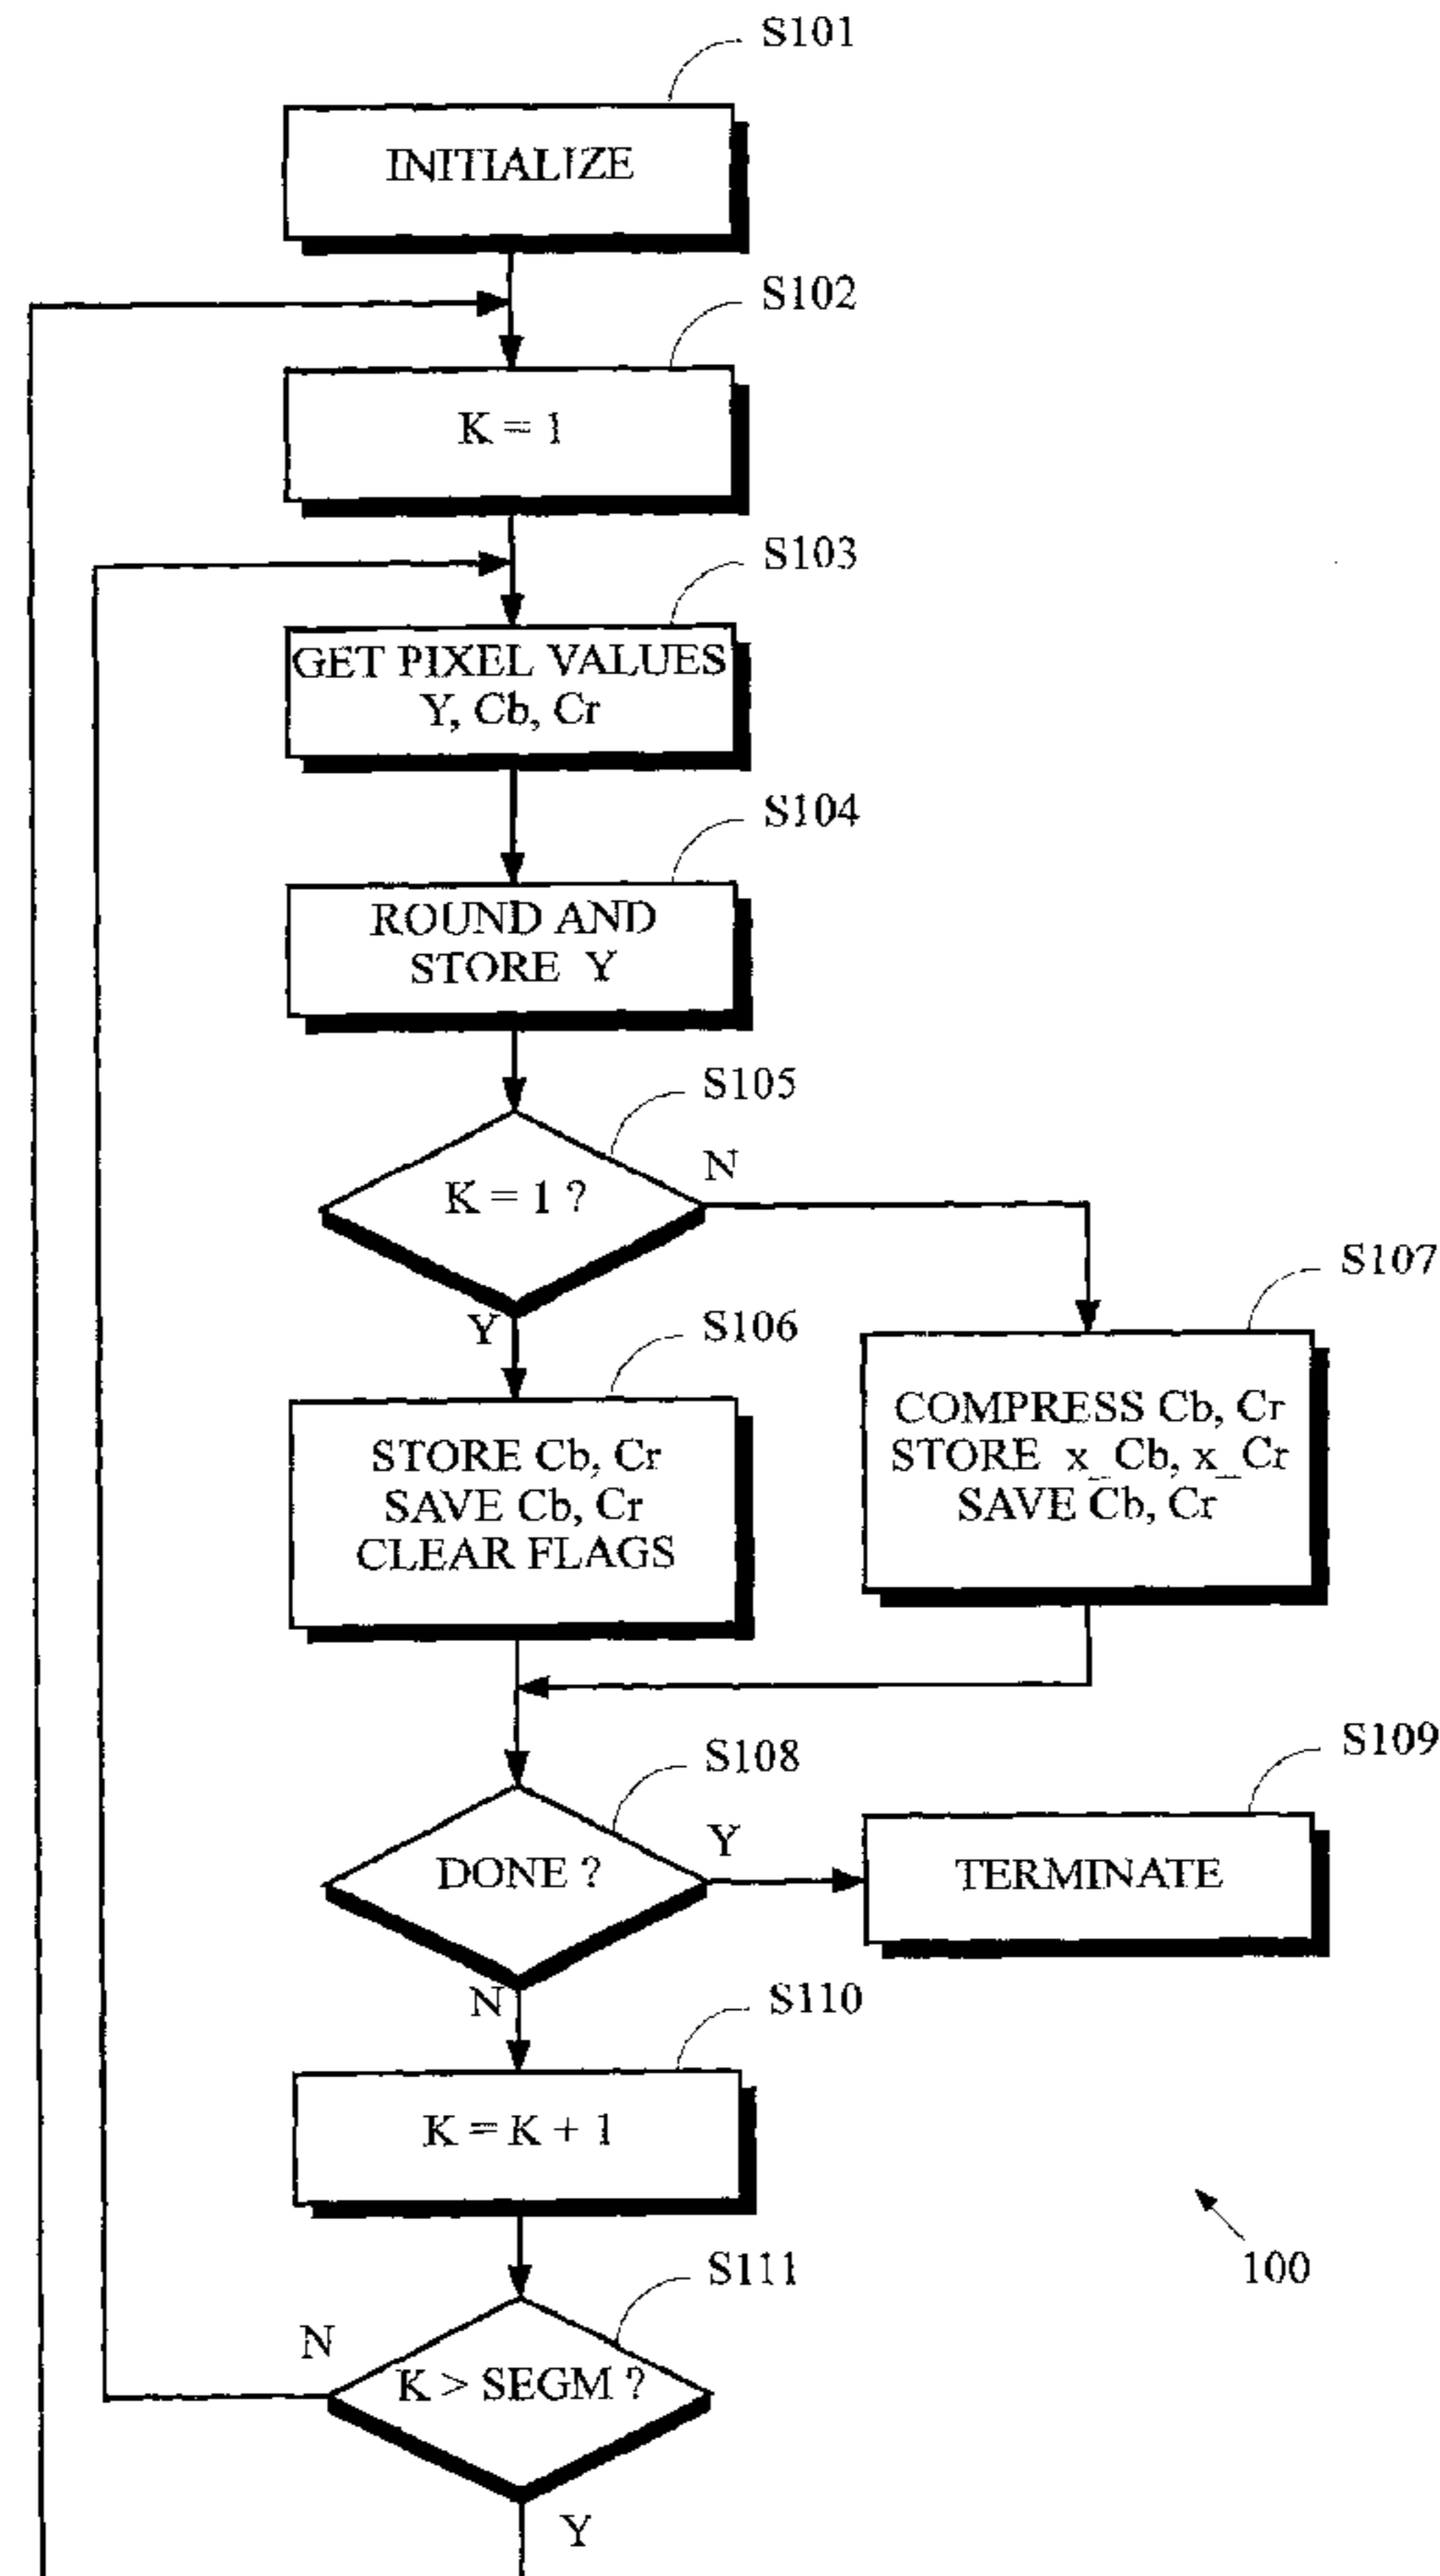 S101
INITIALIZE
S102
K = 1
S103
GET PIXEL VALUES
Y, Cb, Cr
S104
ROUND AND
STORE Y
S105
K = 1 ?
N
Y
S106
STORE Cb, Cr
SAVE Cb, Cr
CLEAR FLAGS
S107
COMPRESS Cb, Cr
STORE x_Cb, x_Cr
SAVE Cb, Cr
S108
DONE ?
Y
N
S109
TERMINATE
S110
K = K + 1
100
S111
K > SEGM ?
N
Y